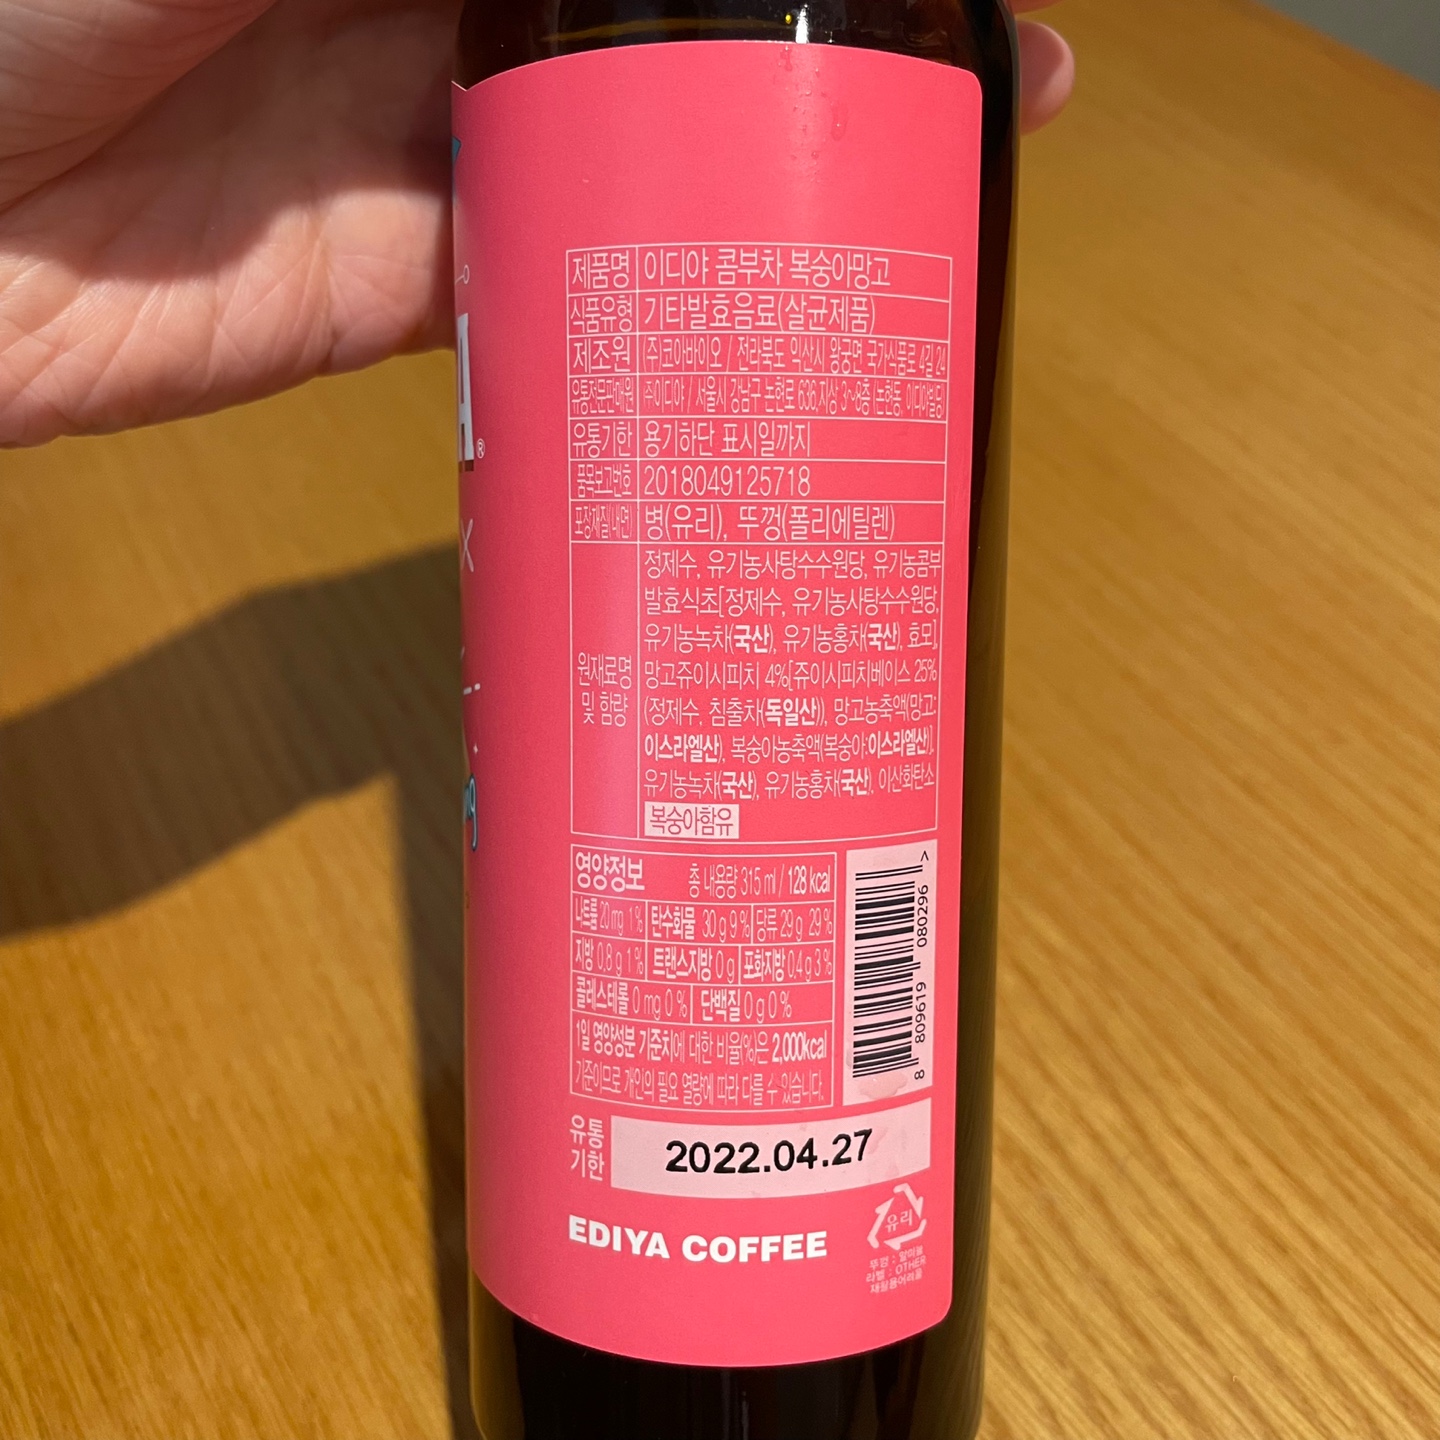 제품명 이디야 콤부차 복숭아망고
식품유형 기타발효음료(살균제품)
제조원 (주)코아바이오 / 전라북도 익산시 왕궁면 국가식품로 4길 24
유통전문판매원 ㈜이디야 / 서울시 강남구 논현로 636,지상 3~8층 (논현동, 이디야빌딩)
유통기한 용기하단 표시일까지
품목보고번호 2018049125718
포장재질(내면) 병(유리), 뚜껑(폴리에틸렌)
원재료명 및 함량
정제수, 유기농사탕수수원당, 유기농콤부
발효식초[정제수, 유기농사탕수수원당,
유기농녹차(국산), 유기농홍차(국산), 효모],
망고쥬이시피치 4%[쥬이시피치베이스 25%
(정제수, 침출차(독일산)), 망고농축액(망고:
이스라엘산), 복숭아농축액(복숭아:이스라엘산)],
유기농녹차(국산), 유기농홍차(국산), 이산화탄소
복숭아함유
영양정보 총 내용량 315 ml / 128 kcal
나트륨 20 mg 1% 탄수화물 30 g 9% 당류 29 g 29%
지방 0.8 g 1% 트랜스지방 0 g 포화지방 0.4 g 3%
콜레스테롤 0 mg 0% 단백질 0 g 0%
1일 영양성분 기준치에 대한 비율(%)은 2,000kcal
기준이므로 개인의 필요 열량에 따라 다를 수 있습니다.
8 809619 080296 >
유통
기한
2022.04.27
EDIYA COFFEE
유리
뚜껑 : 알미늄
라벨 : OTHER
재활용어려움
A®
X
ng